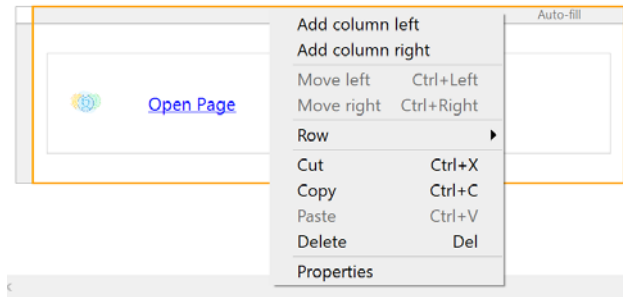 Auto-fill
Add column left
Add column right
Move left Ctrl+Left
Move right Ctrl+Right
Row
Open Page
Cut Ctrl+X
Copy Ctrl+C
Paste Ctrl+V
Delete Del
Properties